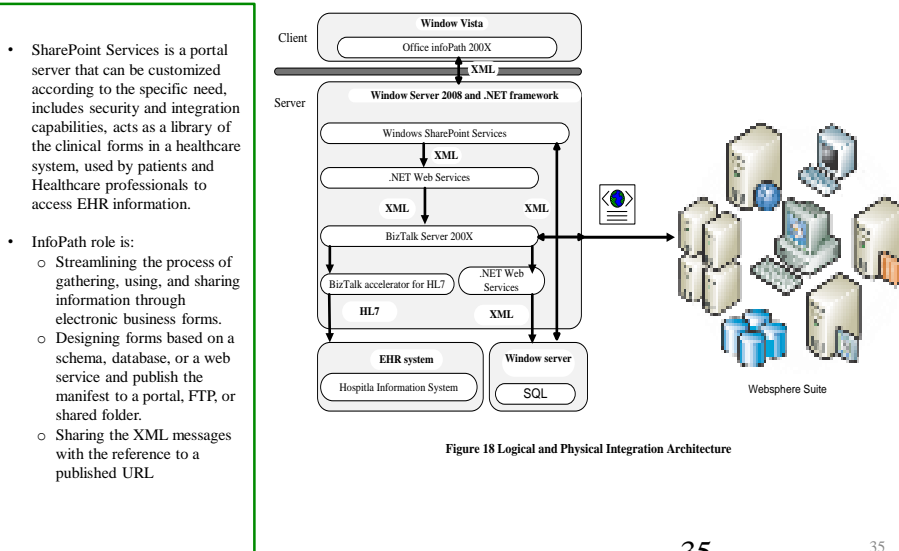 • SharePoint Services is a portal
server that can be customized
according to the specific need,
includes security and integration
capabilities, acts as a library of
the clinical forms in a healthcare
system, used by patients and
Healthcare professionals to
access EHR information.
• InfoPath role is:
o Streamlining the process of
gathering, using, and sharing
information through
electronic business forms.
o Designing forms based on a
schema, database, or a web
service and publish the
manifest to a portal, FTP, or
shared folder.
o Sharing the XML messages
with the reference to a
published URL
Client
Window Vista
Office infoPath 200X
XML
Server
Window Server 2008 and .NET framework
Windows SharePoint Services
XML
.NET Web Services
XML
XML
BizTalk Server 200X
BizTalk accelerator for HL7
.NET Web
Services
HL7
XML
EHR system
Hospitla Information System
Window server
SQL
Websphere Suite
Figure 18 Logical and Physical Integration Architecture
35
35